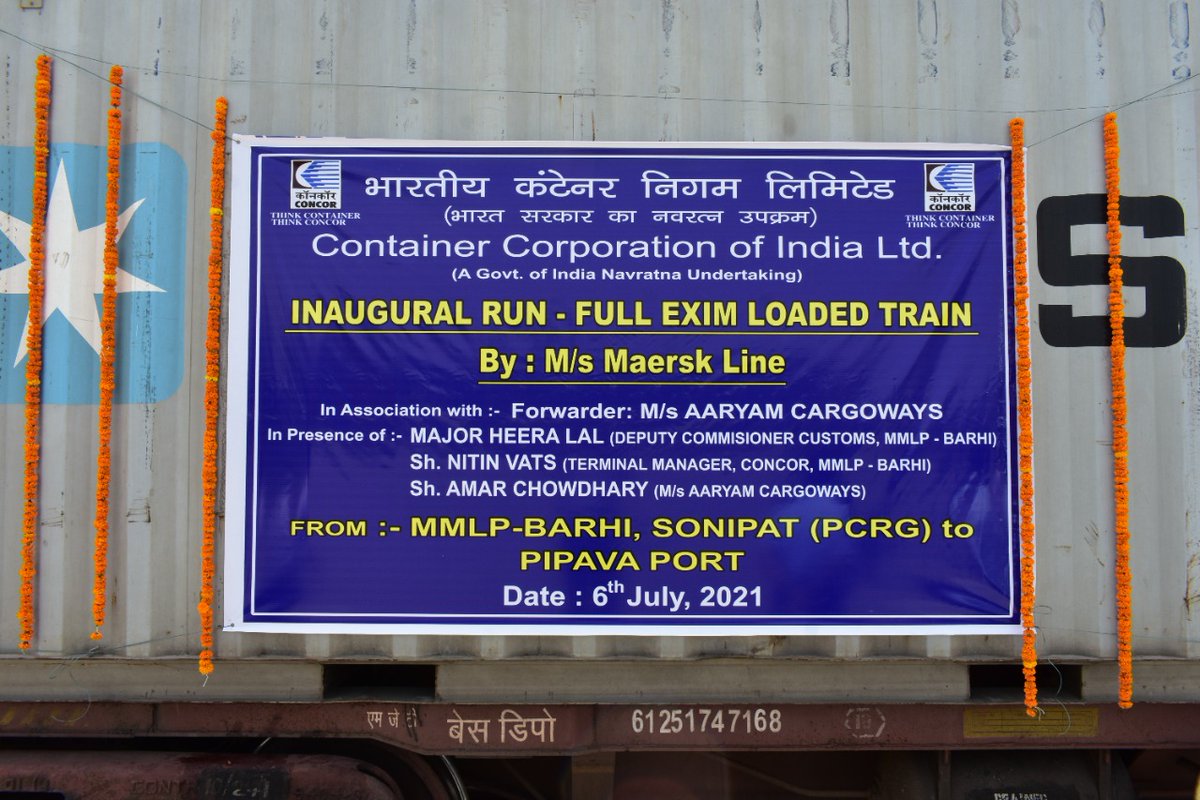 कॉनकॉर
CONCOR
THINK CONTAINER
THINK CONCOR
भारतीय कंटेनर निगम लिमिटेड
(भारत सरकार का नवरत्न उपक्रम)
कॉनकॉर
CONCOR
THINK CONTAINER
THINK CONCOR
Container Corporation of India Ltd.
(A Govt. of India Navratna Undertaking)
INAUGURAL RUN - FULL EXIM LOADED TRAIN
By : M/s Maersk Line
In Association with :- Forwarder: M/s AARYAM CARGOWAYS
In Presence of :- MAJOR HEERA LAL (DEPUTY COMMISIONER CUSTOMS, MMLP - BARHI)
Sh. NITIN VATS (TERMINAL MANAGER, CONCOR, MMLP - BARHI)
Sh. AMAR CHOWDHARY (M/s AARYAM CARGOWAYS)
FROM :- MMLP-BARHI, SONIPAT (PCRG) to
PIPAVA PORT
Date : 6th July, 2021
S
एम जे टी बेस डिपो 61251747168